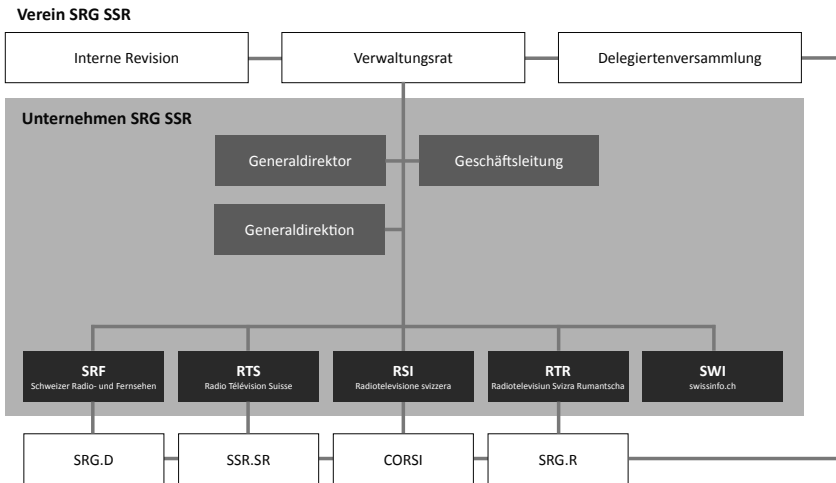 Verein SRG SSR
Interne Revision
Verwaltungsrat
Delegiertenversammlung
Unternehmen SRG SSR
Generaldirektor
Geschäftsleitung
Generaldirektion
SRF
Schweizer Radio- und Fernsehen
RTS
Radio Télévision Suisse
RSI
Radiotelevisione svizzera
RTR
Radiotelevisiun Svizra Rumantscha
SWI
swissinfo.ch
SRG.D
SSR.SR
CORSI
SRG.R